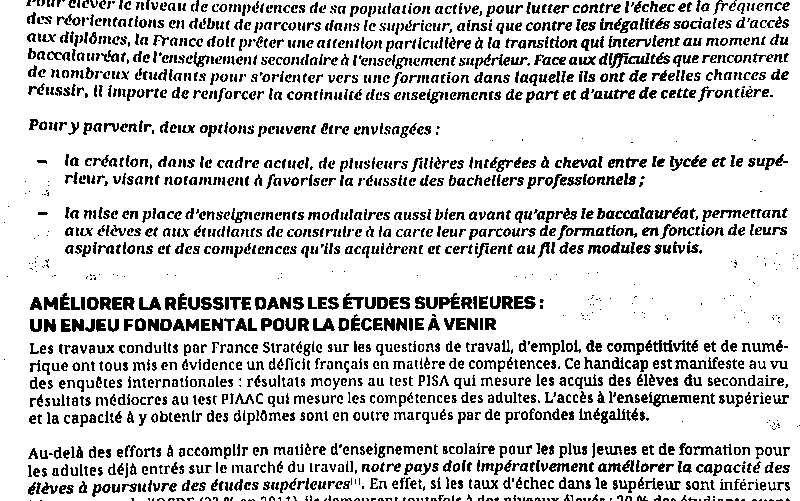 Pour élever le niveau de compétences de sa population active, pour lutter contre l'échec et la fréquence
des réorientations en début de parcours dans le supérieur, ainsi que contre les inégalités sociales d'accès
aux diplômes, la France doit prêter une attention particulière à la transition qui intervient au moment du
baccalauréat, de l'enseignement secondaire à l'enseignement supérieur. Face aux difficultés que rencontrent
de nombreux étudiants pour s'orienter vers une formation dans laquelle ils ont de réelles chances de
réussir, il importe de renforcer la continuité des enseignements de part et d'autre de cette frontière.
Pour y parvenir, deux options peuvent être envisagées :
– la création, dans le cadre actuel, de plusieurs filières intégrées à cheval entre le lycée et le supé-
rieur, visant notamment à favoriser la réussite des bacheliers professionnels ;
– la mise en place d'enseignements modulaires aussi bien avant qu'après le baccalauréat, permettant
aux élèves et aux étudiants de construire à la carte leur parcours de formation, en fonction de leurs
aspirations et des compétences qu'ils acquièrent et certifient au fil des modules suivis.
AMÉLIORER LA RÉUSSITE DANS LES ÉTUDES SUPÉRIEURES :
UN ENJEU FONDAMENTAL POUR LA DÉCENNIE À VENIR
Les travaux conduits par France Stratégie sur les questions de travail, d'emploi, de compétitivité et de numé-
rique ont tous mis en évidence un déficit français en matière de compétences. Ce handicap est manifeste au vu
des enquêtes internationales : résultats moyens au test PISA qui mesure les acquis des élèves du secondaire,
résultats médiocres au test PIAAC qui mesure les compétences des adultes. L'accès à l'enseignement supérieur
et la capacité à y obtenir des diplômes sont en outre marqués par de profondes inégalités.
Au-delà des efforts à accomplir en matière d'enseignement scolaire pour les plus jeunes et de formation pour
les adultes déjà entrés sur le marché du travail, notre pays doit impérativement améliorer la capacité des
élèves à poursuivre des études supérieures⁽¹⁾. En effet, si les taux d'échec dans le supérieur sont inférieurs